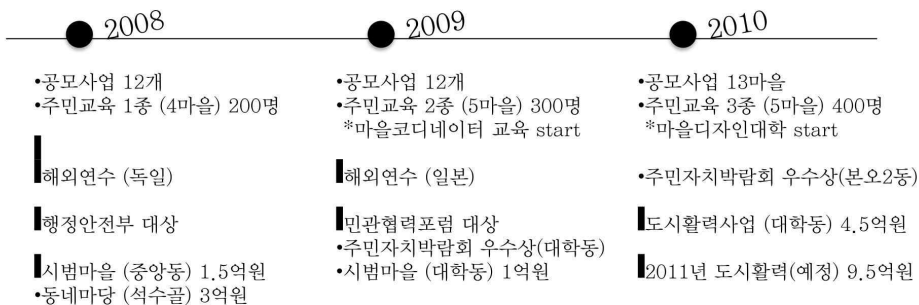 2008
•공모사업 12개
•주민교육 1종 (4마을) 200명
해외연수 (독일)
행정안전부 대상
시범마을 (중앙동) 1.5억원
•동네마당 (석수골) 3억원
2009
•공모사업 12개
•주민교육 2종 (5마을) 300명
*마을코디네이터 교육 start
해외연수 (일본)
민관협력포럼 대상
•주민자치박람회 우수상(대학동)
•시범마을 (대학동) 1억원
2010
•공모사업 13마을
•주민교육 3종 (5마을) 400명
*마을디자인대학 start
•주민자치박람회 우수상(본오2동)
도시활력사업 (대학동) 4.5억원
2011년 도시활력(예정) 9.5억원